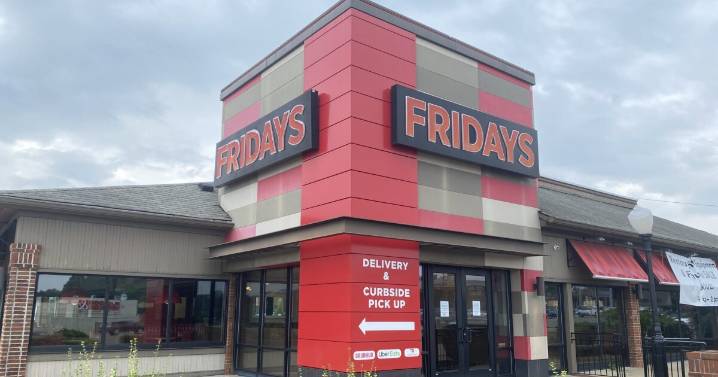 FRIDAYS
FRIDAYS
DELIVERY
&
CURBSIDE
PICK UP
Uber Eats